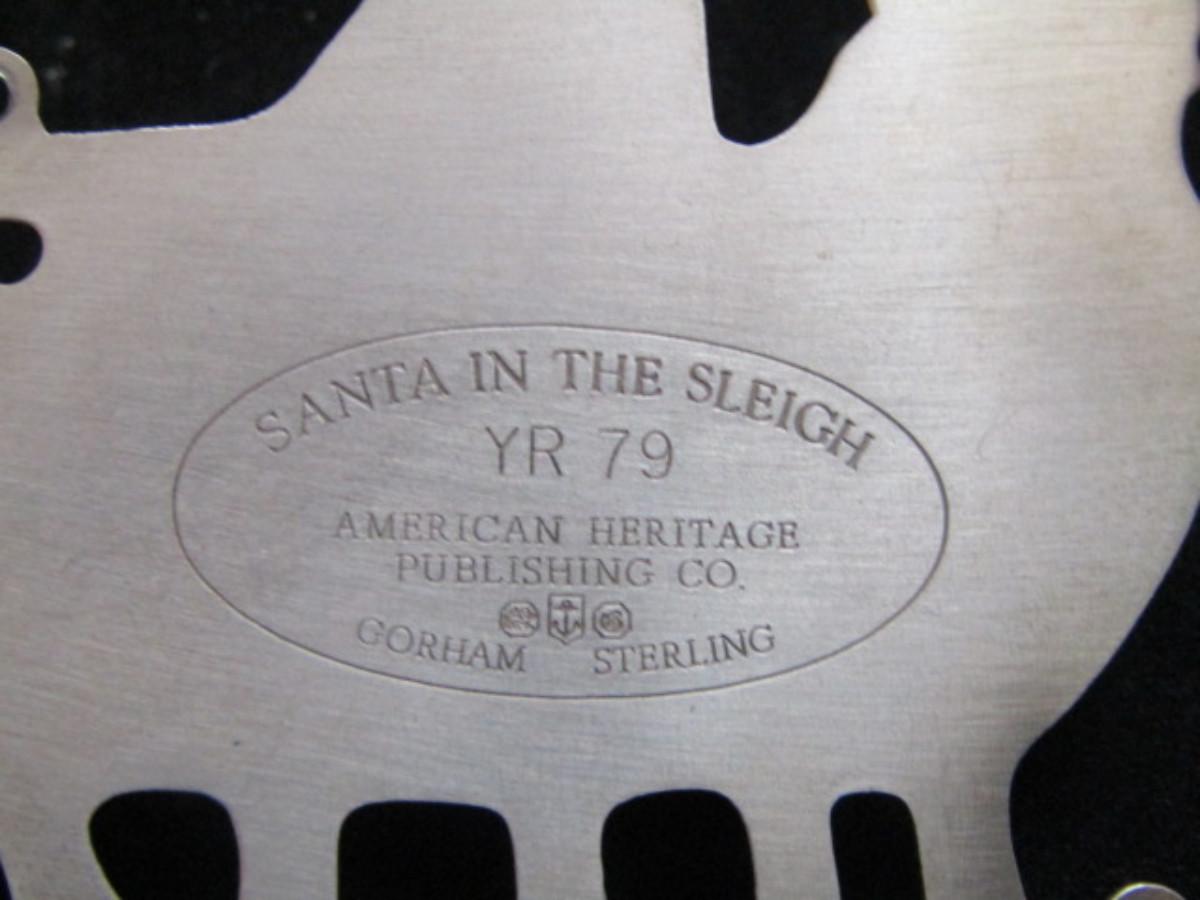 SANTA IN THE SLEIGH
YR 79
AMERICAN HERITAGE
PUBLISHING CO.
GORHAM STERLING